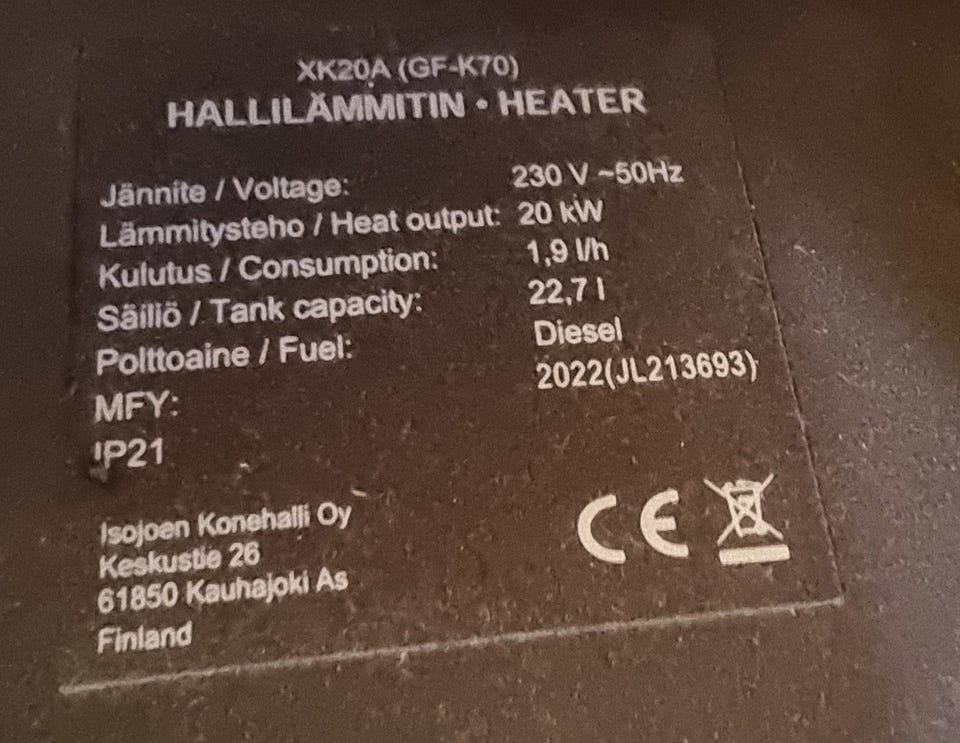 XK20A (GF-K70)
HALLILÄMMITIN • HEATER
Jännite / Voltage: 230 V ~50Hz
Lämmitysteho / Heat output: 20 kW
Kulutus / Consumption: 1,9 l/h
Säiliö / Tank capacity: 22,7 l
Polttoaine / Fuel: Diesel
MFY: 2022(JL213693)
IP21
Isojoen Konehalli Oy
Keskustie 26
61850 Kauhajoki As
Finland
CE